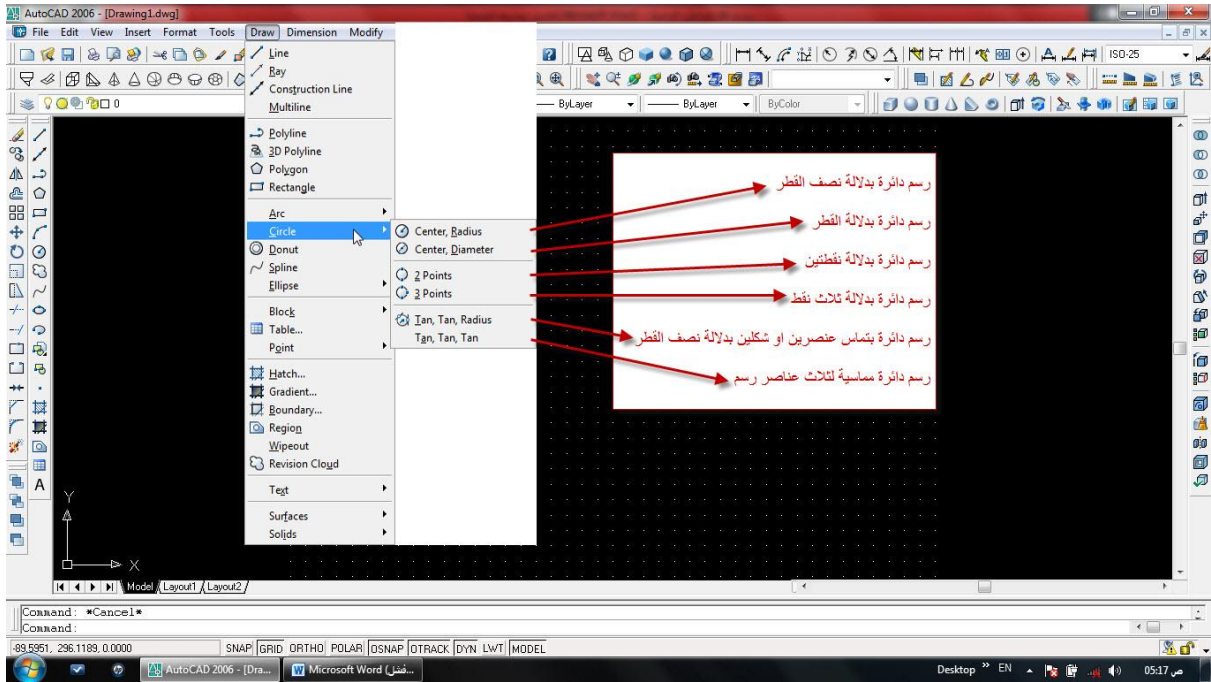 AutoCAD 2006 - [Drawing1.dwg]
File Edit View Insert Format Tools Draw Dimension Modify
ISO-25
0
ByLayer
ByLayer
ByColor
Line
Ray
Construction Line
Multiline
Polyline
3D Polyline
Polygon
Rectangle
Arc
Circle
Donut
Spline
Ellipse
Block
Table...
Point
Hatch...
Gradient...
Boundary...
Region
Wipeout
Revision Cloud
Text
Surfaces
Solids
Center, Radius
Center, Diameter
2 Points
3 Points
Tan, Tan, Radius
Tan, Tan, Tan
رسم دائرة بدلالة نصف القطر
رسم دائرة بدلالة القطر
رسم دائرة بدلالة نقطتين
رسم دائرة بدلالة ثلاث نقط
رسم دائرة بتماس عنصرين او شكلين بدلالة نصف القطر
رسم دائرة مماسية لثلاث عناصر رسم
A
Y
X
Model Layout1 Layout2
Command: *Cancel*
Command:
-89.5951, 296.1189, 0.0000 SNAP GRID ORTHO POLAR OSNAP OTRACK DYN LWT MODEL
AutoCAD 2006 - [Dra... Microsoft Word (فشل... Desktop » EN 05:17 ص